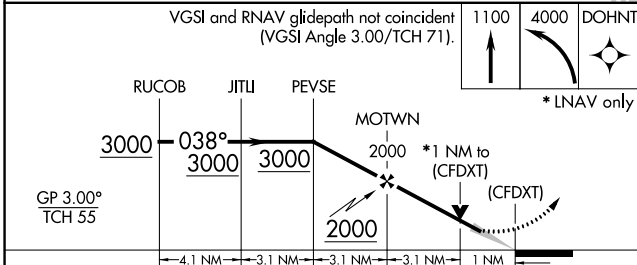 VGSI and RNAV glidepath not coincident
(VGSI Angle 3.00/TCH 71).
1100
4000
DOHNT
* LNAV only
RUCOB
JITLI
PEVSE
MOTWN
2000
*1 NM to
(CFDXT)
(CFDXT)
3000
038°
3000
3000
2000
GP 3.00°
TCH 55
4.1 NM
3.1 NM
3.1 NM
3.1 NM
1 NM